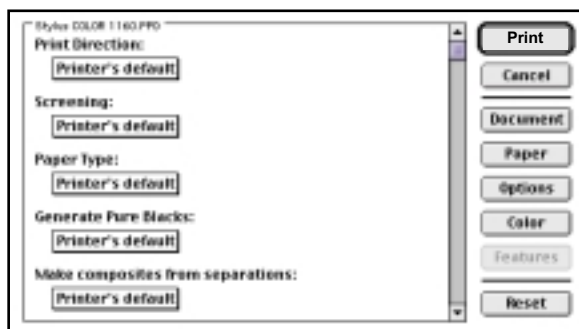 Stylus COLOR 1160.PPD
Print Direction:
Printer's default
Screening:
Printer's default
Paper Type:
Printer's default
Generate Pure Blacks:
Printer's default
Make composites from separations:
Printer's default
Print
Cancel
Document
Paper
Options
Color
Features
Reset